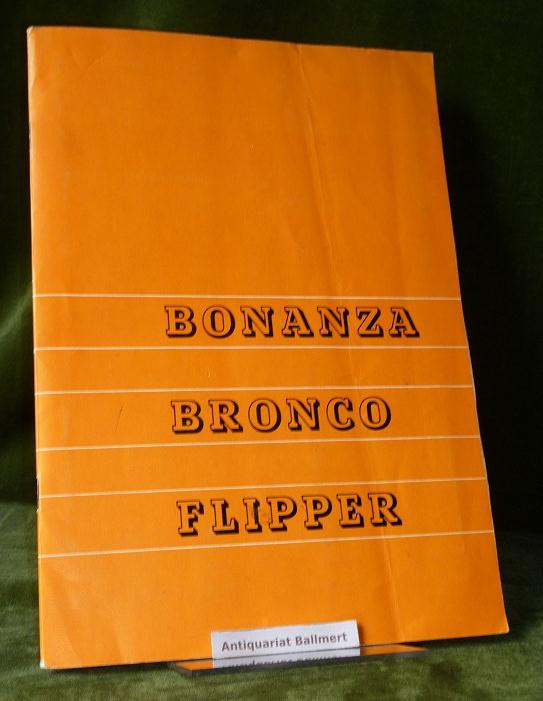 BONANZA
BRONCO
FLIPPER
Antiquariat Ballmert